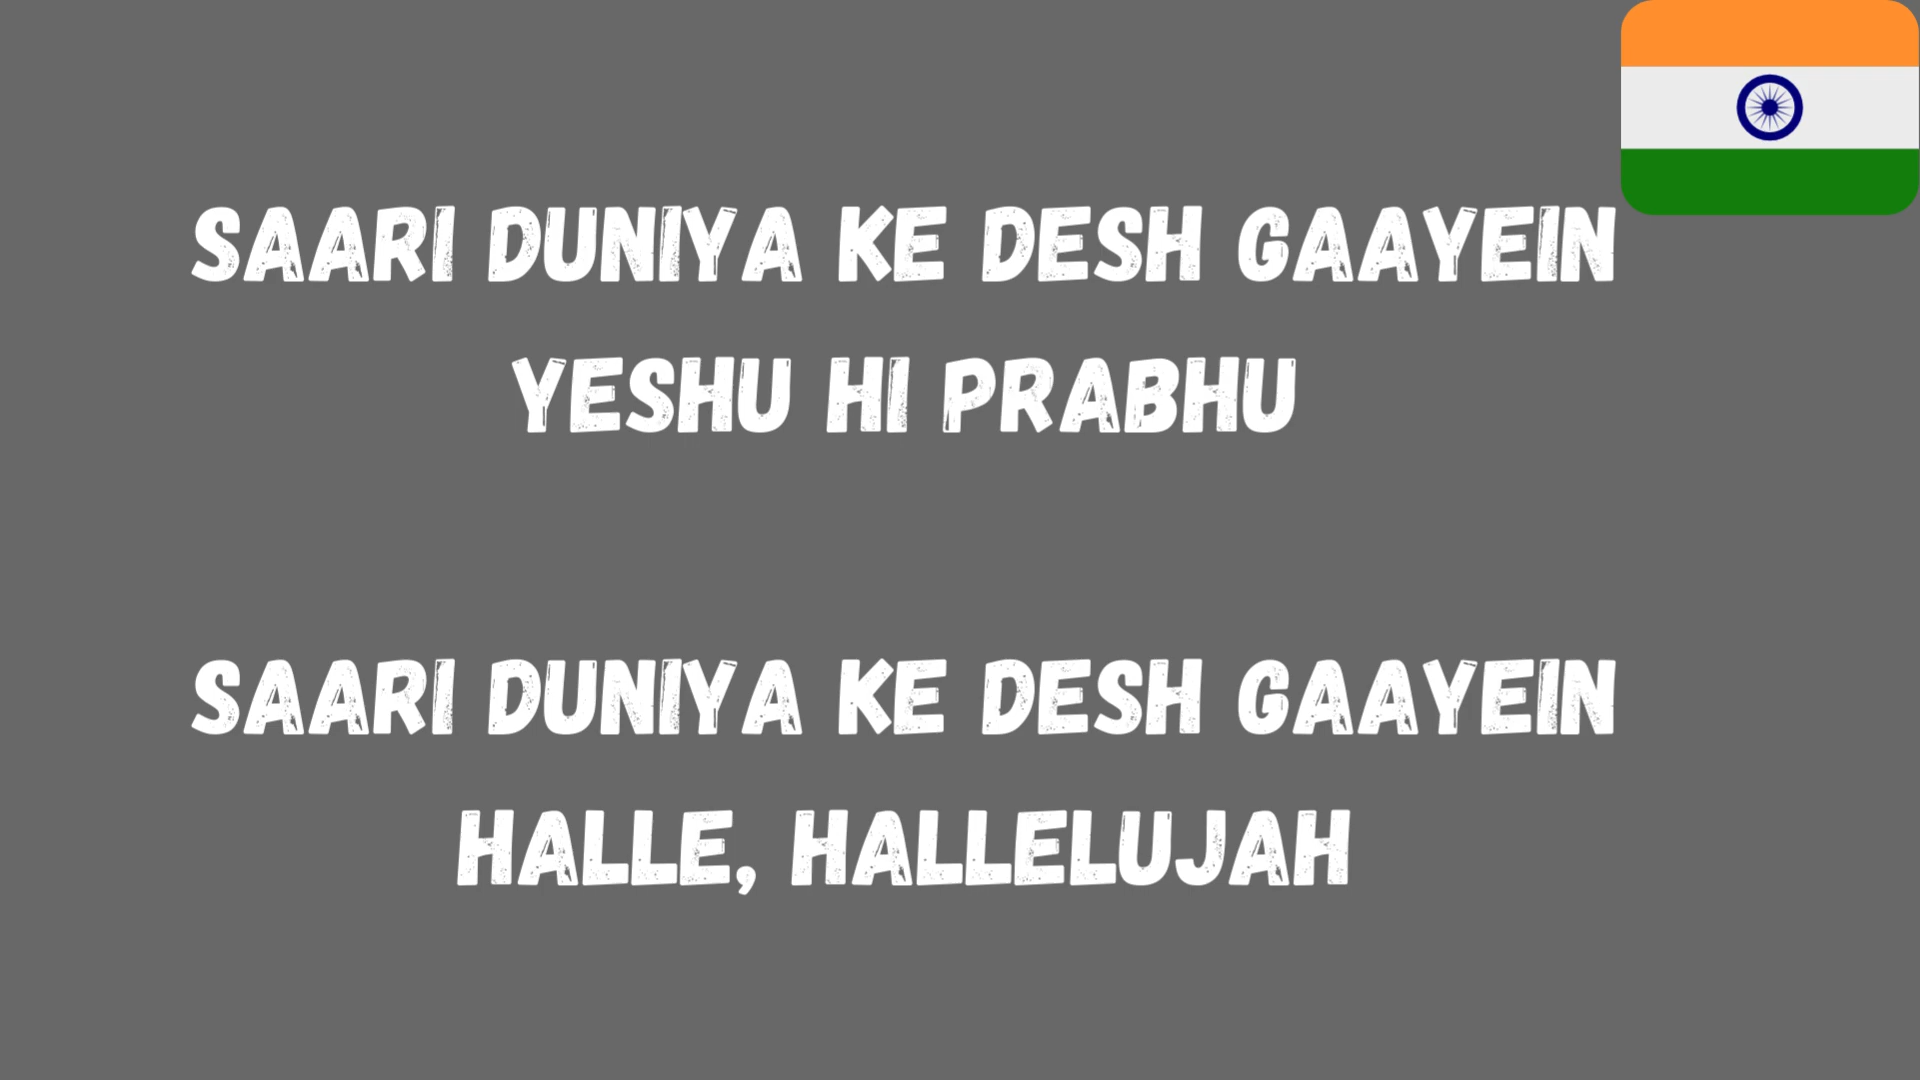 SAARI DUNIYA KE DESH GAAYEIN
YESHU HI PRABHU
SAARI DUNIYA KE DESH GAAYEIN
HALLE, HALLELUJAH